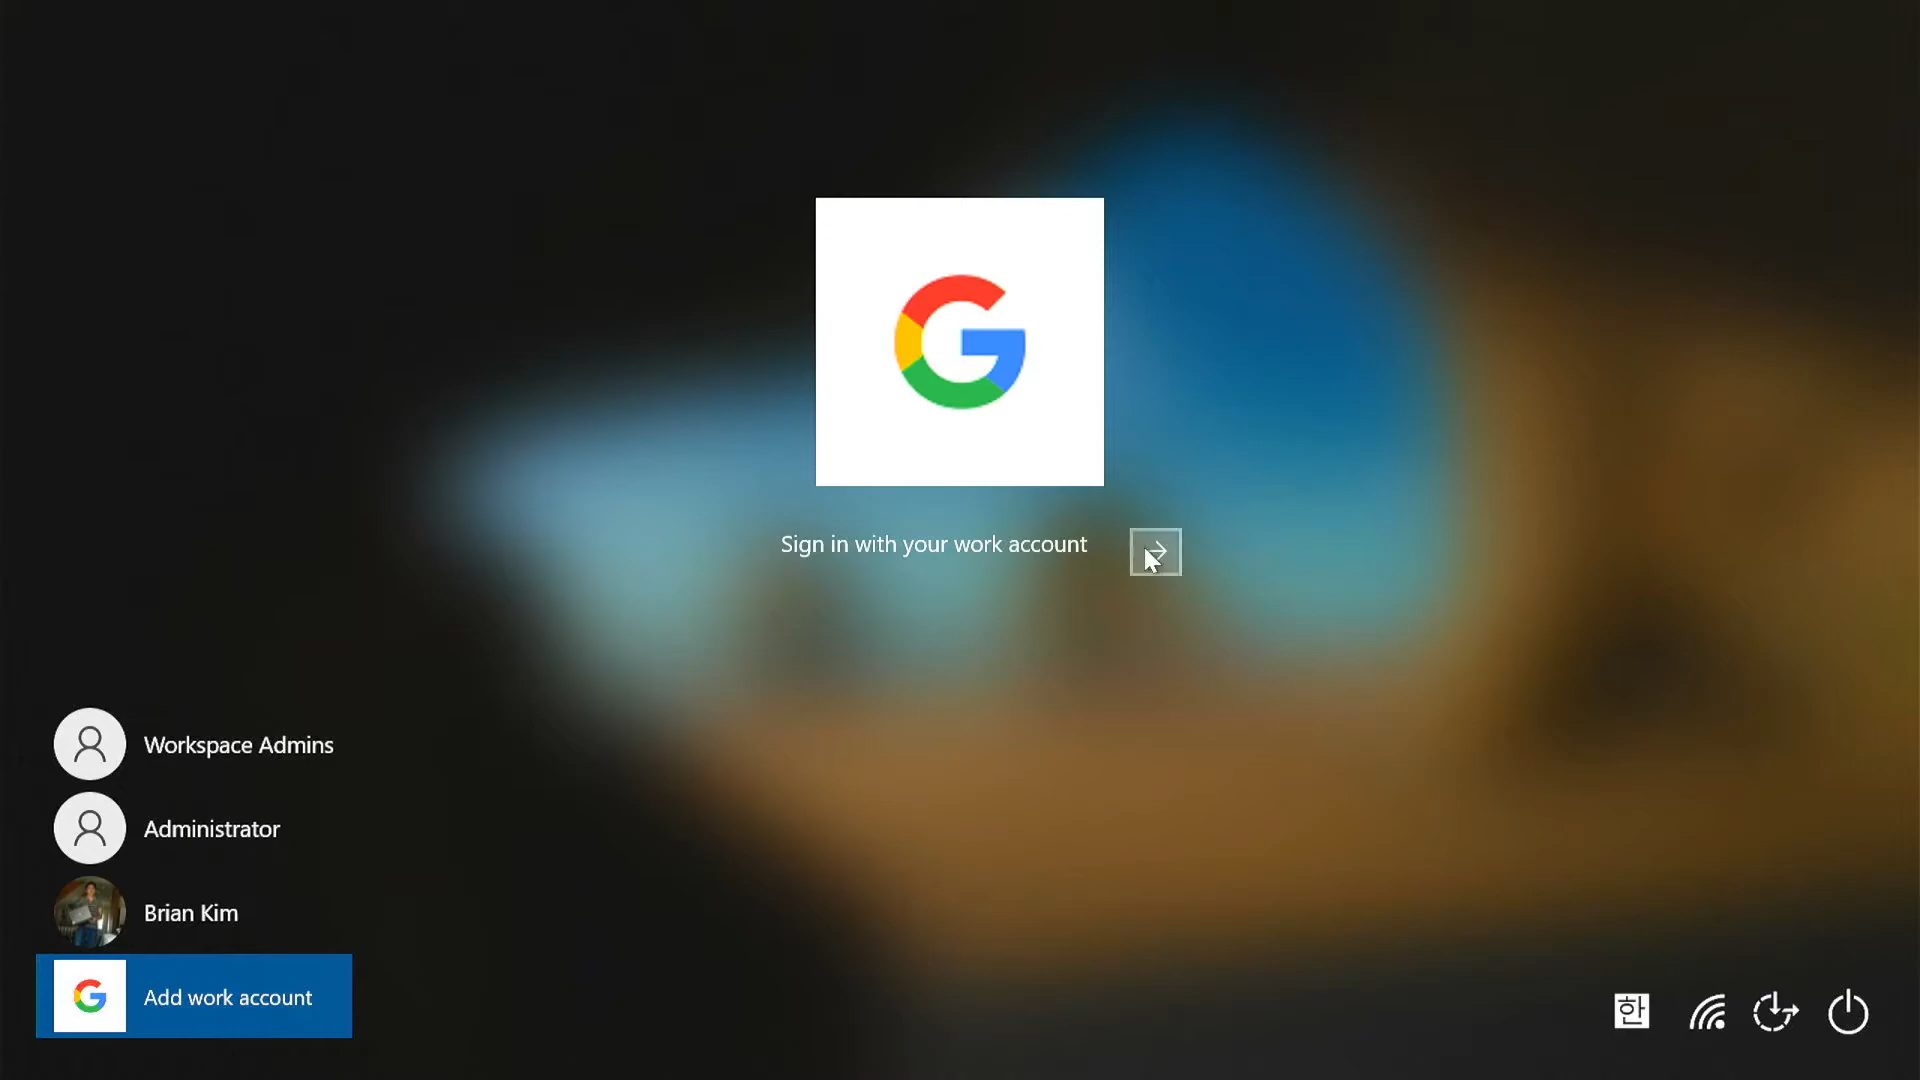 Sign in with your work account
Workspace Admins
Administrator
Brian Kim
Add work account
한